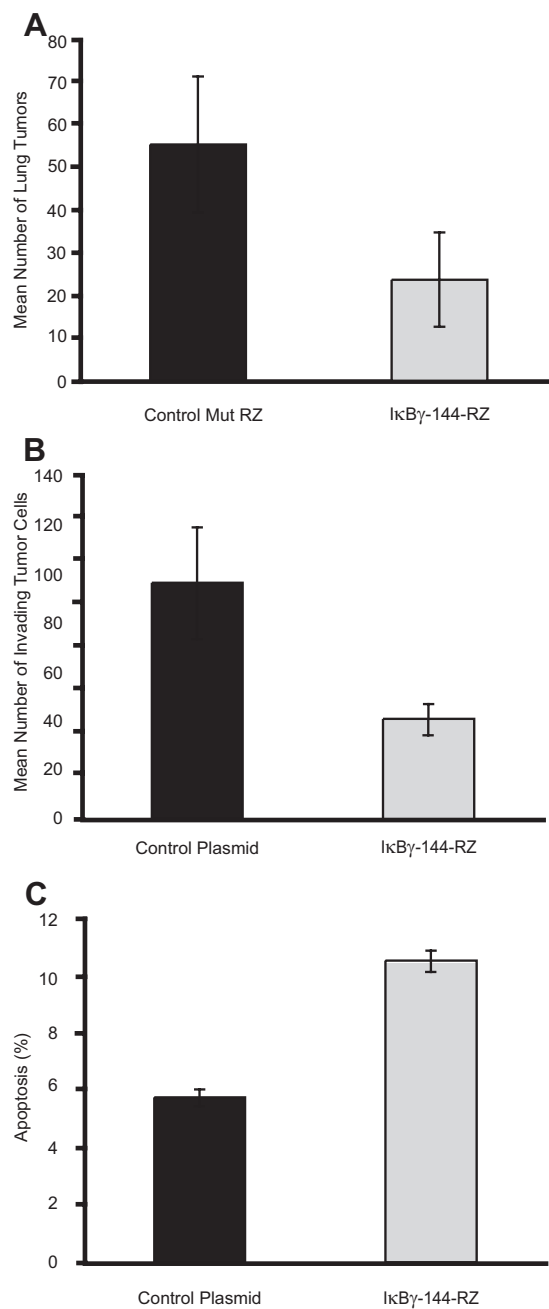 A
80
70
60
50
40
30
20
10
0
Mean Number of Lung Tumors
Control Mut RZ
IκBγ-144-RZ
B
140
120
100
80
60
40
20
0
Mean Number of Invading Tumor Cells
Control Plasmid
IκBγ-144-RZ
C
12
10
8
6
4
2
0
Apoptosis (%)
Control Plasmid
IκBγ-144-RZ